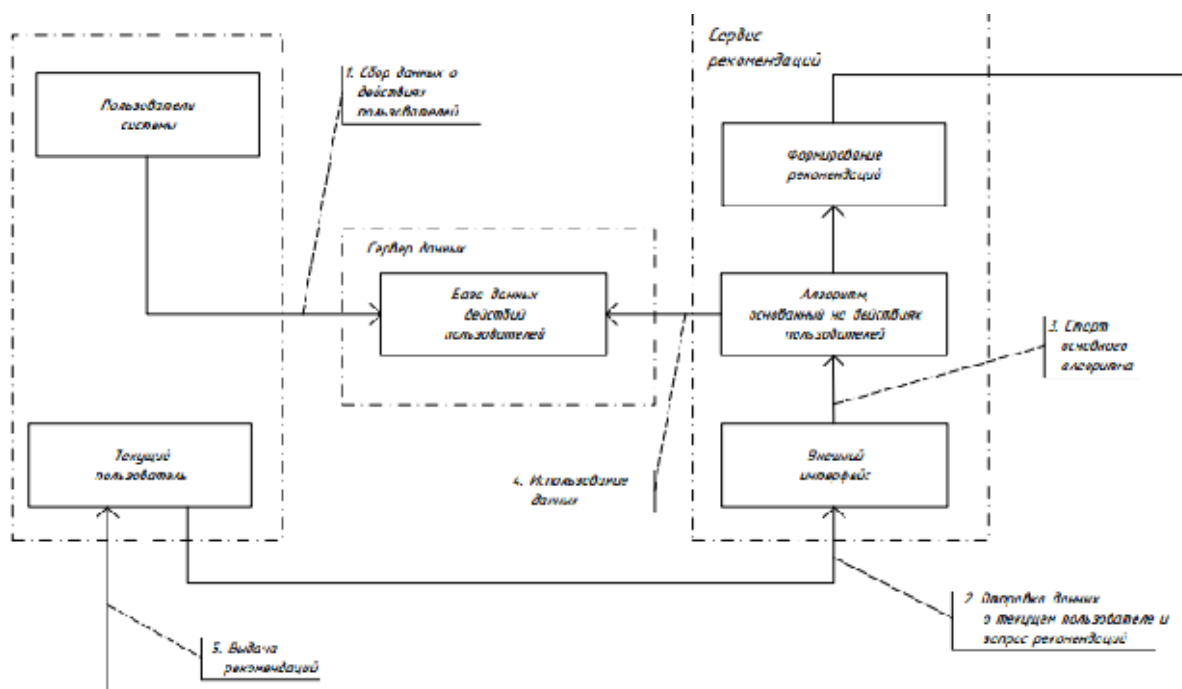 Пользователи
системы
1. Сбор данных о
действиях
пользователей
Сервис
рекомендаций
Формирование
рекомендаций
Сервер данных
База данных
действий
пользователей
Алгоритм,
основанный на действиях
пользователей
3. Старт
основного
алгоритма
Текущий
пользователь
4. Использование
данных
Внешний
интерфейс
2. Отправка данных
о текущем пользователе и
запрос рекомендаций
5. Выдача
рекомендаций